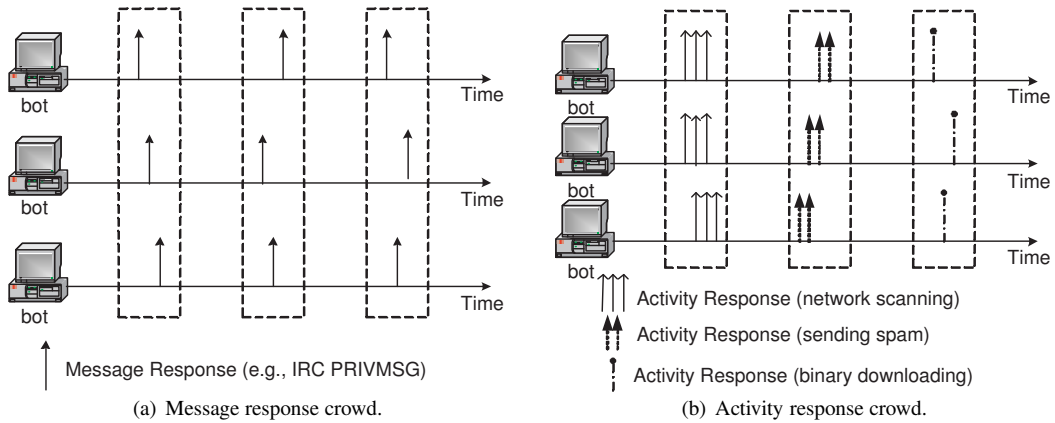 bot
Time
bot
Time
bot
Time
Message Response (e.g., IRC PRIVMSG)
(a) Message response crowd.
bot
Time
bot
Time
bot
Time
Activity Response (network scanning)
Activity Response (sending spam)
Activity Response (binary downloading)
(b) Activity response crowd.